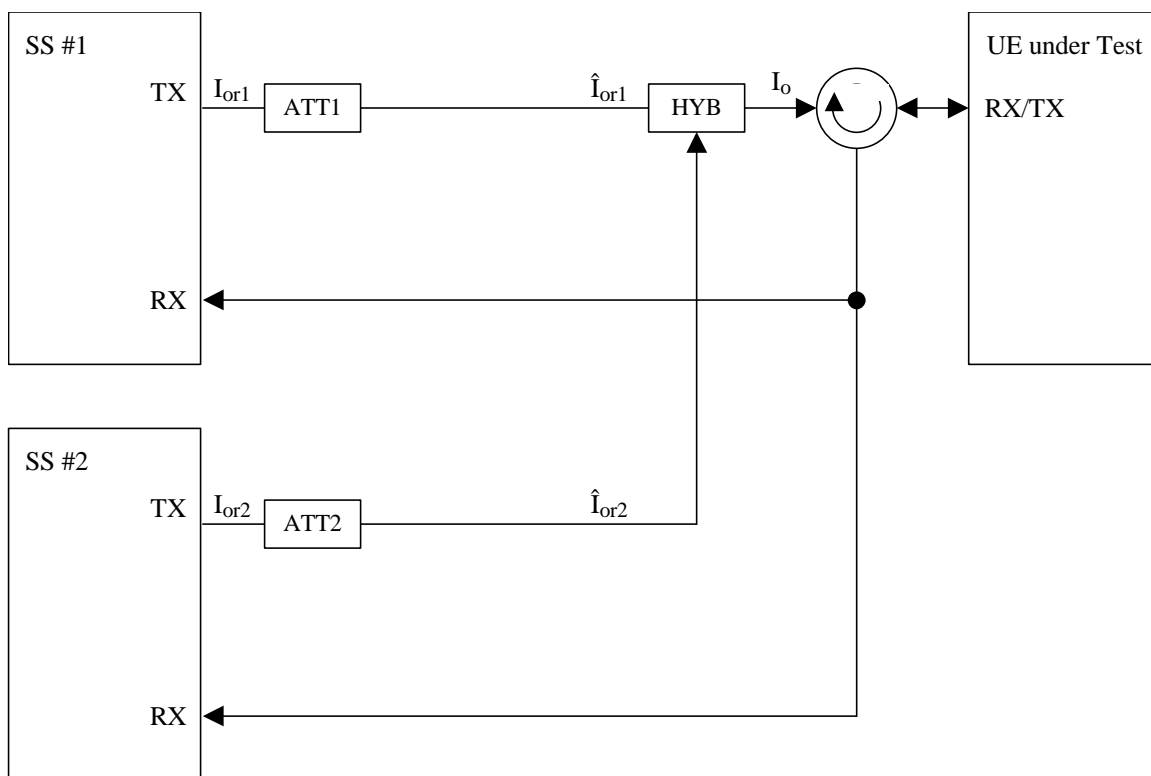 SS #1
UE under Test
TX
I_or1
ATT1
Î_or1
HYB
I_o
RX/TX
RX
SS #2
TX
I_or2
ATT2
Î_or2
RX